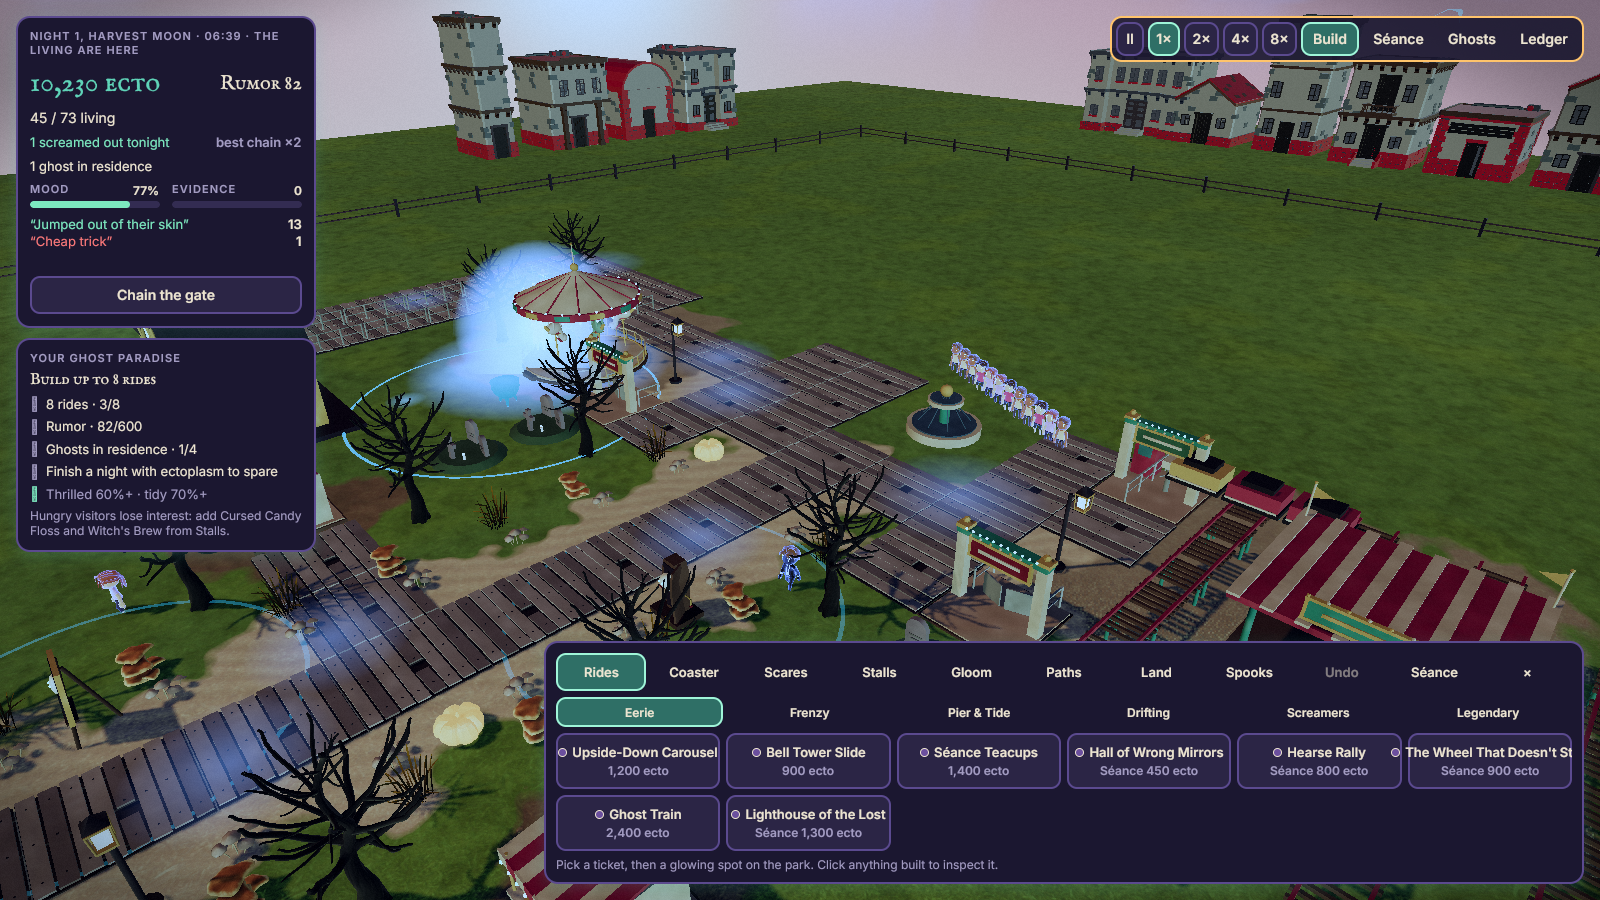 NIGHT 1, HARVEST MOON · 06:39 · THE
LIVING ARE HERE
10,230 ECTO
Rumor 82
45 / 73 living
1 screamed out tonight
best chain ×2
1 ghost in residence
MOOD 77%
EVIDENCE 0
“Jumped out of their skin” 13
“Cheap trick” 1
Chain the gate
YOUR GHOST PARADISE
Build up to 8 rides
8 rides · 3/8
Rumor · 82/600
Ghosts in residence · 1/4
Finish a night with ectoplasm to spare
Thrilled 60%+ · tidy 70%+
Hungry visitors lose interest: add Cursed Candy
Floss and Witch's Brew from Stalls.
II 1× 2× 4× 8× Build Séance Ghosts Ledger
Rides Coaster Scares Stalls Gloom Paths Land Spooks Undo Séance ×
Eerie Frenzy Pier & Tide Drifting Screamers Legendary
Upside-Down Carousel
1,200 ecto
Bell Tower Slide
900 ecto
Séance Teacups
1,400 ecto
Hall of Wrong Mirrors
Séance 450 ecto
Hearse Rally
Séance 800 ecto
The Wheel That Doesn't St
Séance 900 ecto
Ghost Train
2,400 ecto
Lighthouse of the Lost
Séance 1,300 ecto
Pick a ticket, then a glowing spot on the park. Click anything built to inspect it.